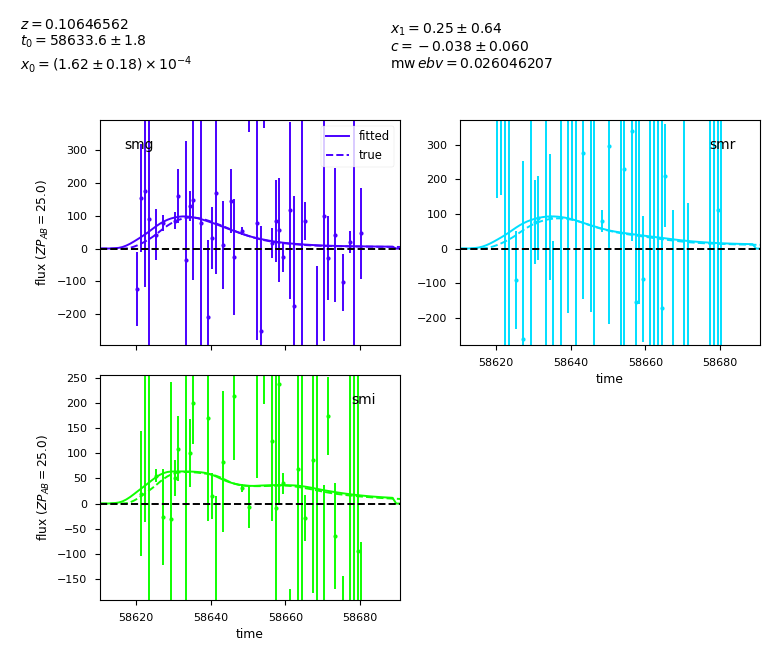 z = 0.10646562
t₀ = 58633.6 ± 1.8
x₀ = (1.62 ± 0.18) × 10⁻⁴
x₁ = 0.25 ± 0.64
c = −0.038 ± 0.060
mwebv = 0.026046207
smg
fitted
true
300
200
100
0
−100
−200
flux (ZP_AB = 25.0)
smr
300
200
100
0
−100
−200
58620 58640 58660 58680
time
smi
250
200
150
100
50
0
−50
−100
−150
flux (ZP_AB = 25.0)
58620 58640 58660 58680
time